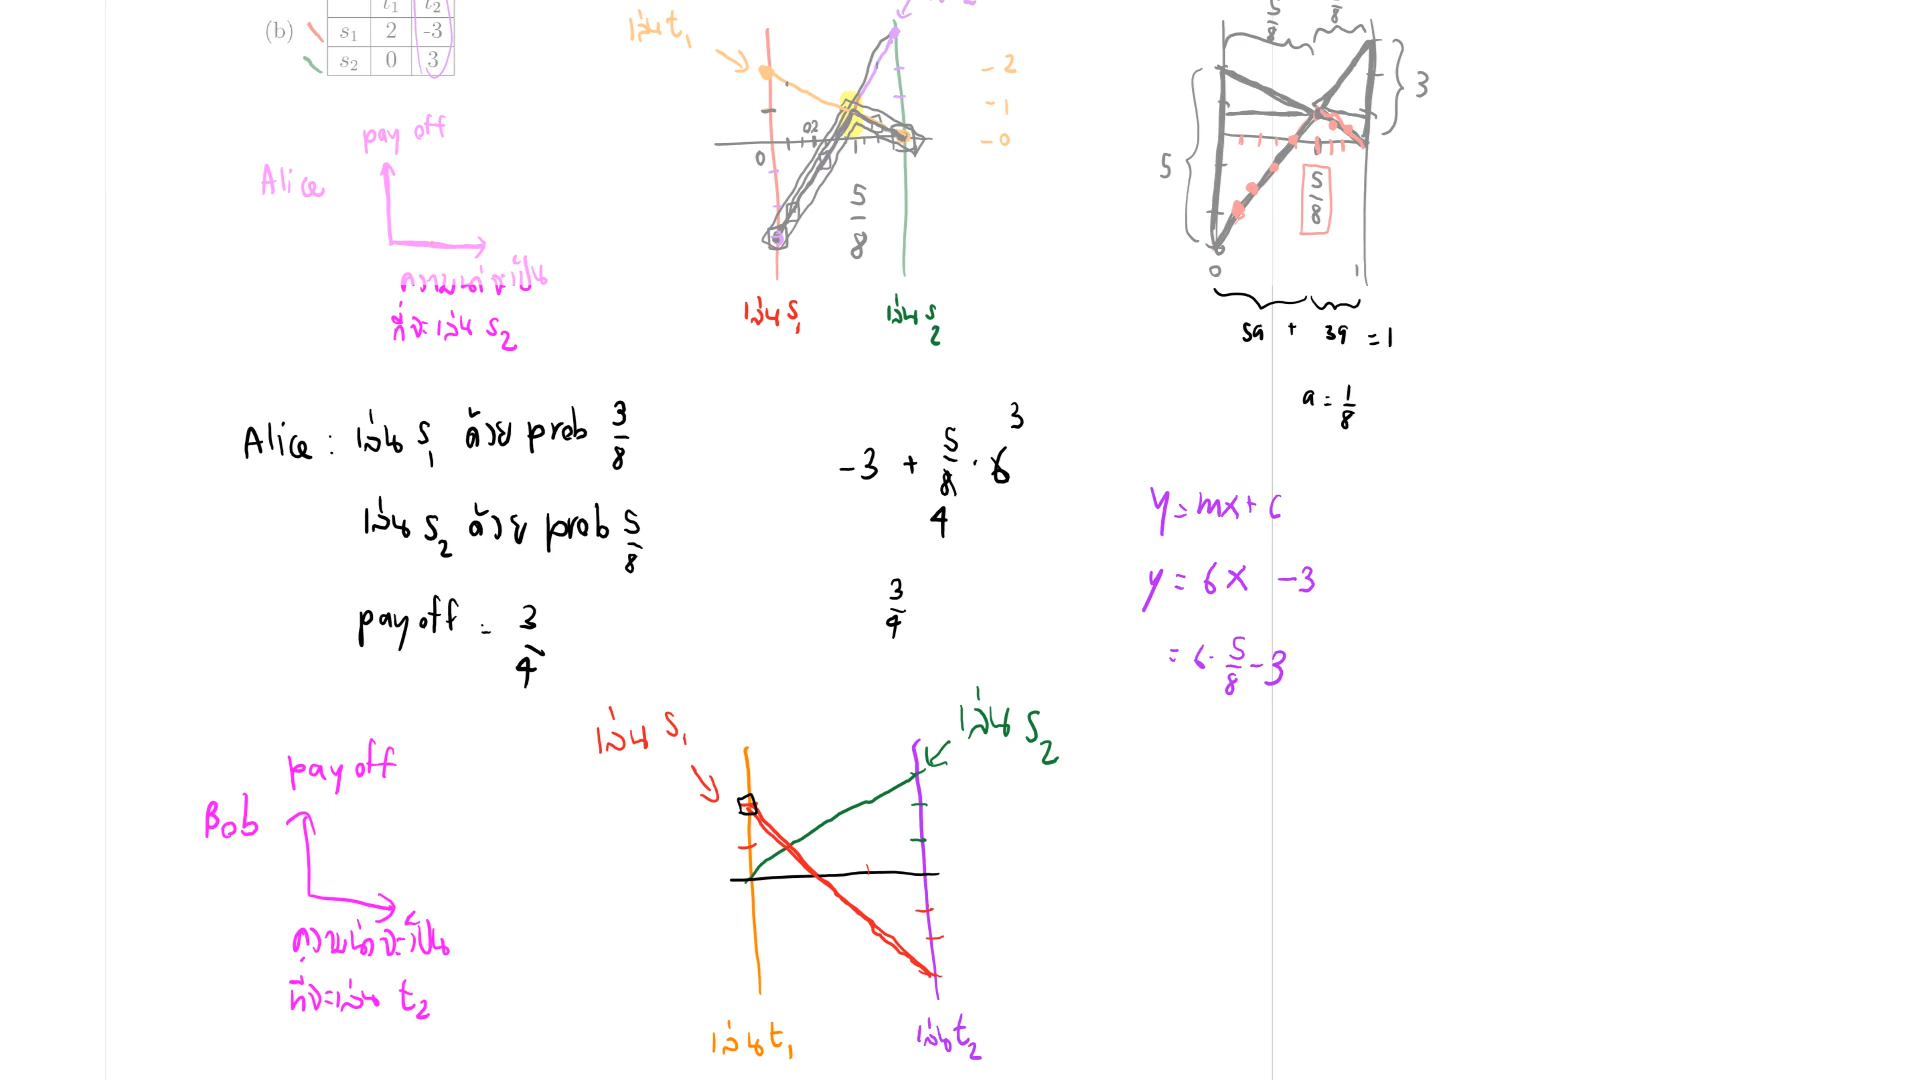 t₁ t₂
(b) s₁ 2 -3
s₂ 0 3
เล่น t₁
- 2
- 1
- 0
0
02
5/8
เล่น s₁ เล่น s₂
pay off
Alice
ความน่าจะเป็น
ที่จะเล่น s₂
5/8
3
5
5/8
0 1
5a + 3a = 1
a = 1/8
Alice : เล่น s₁ ด้วย prob 3/8
เล่น s₂ ด้วย prob 5/8
pay off = 3/4
-3 + 5/8 · 6
3
4
3/4
y = mx + c
y = 6x - 3
= 6 · 5/8 - 3
pay off
Bob
ความน่าจะเป็น
ที่จะเล่น t₂
เล่น s₁
เล่น s₂
เล่น t₁ เล่น t₂